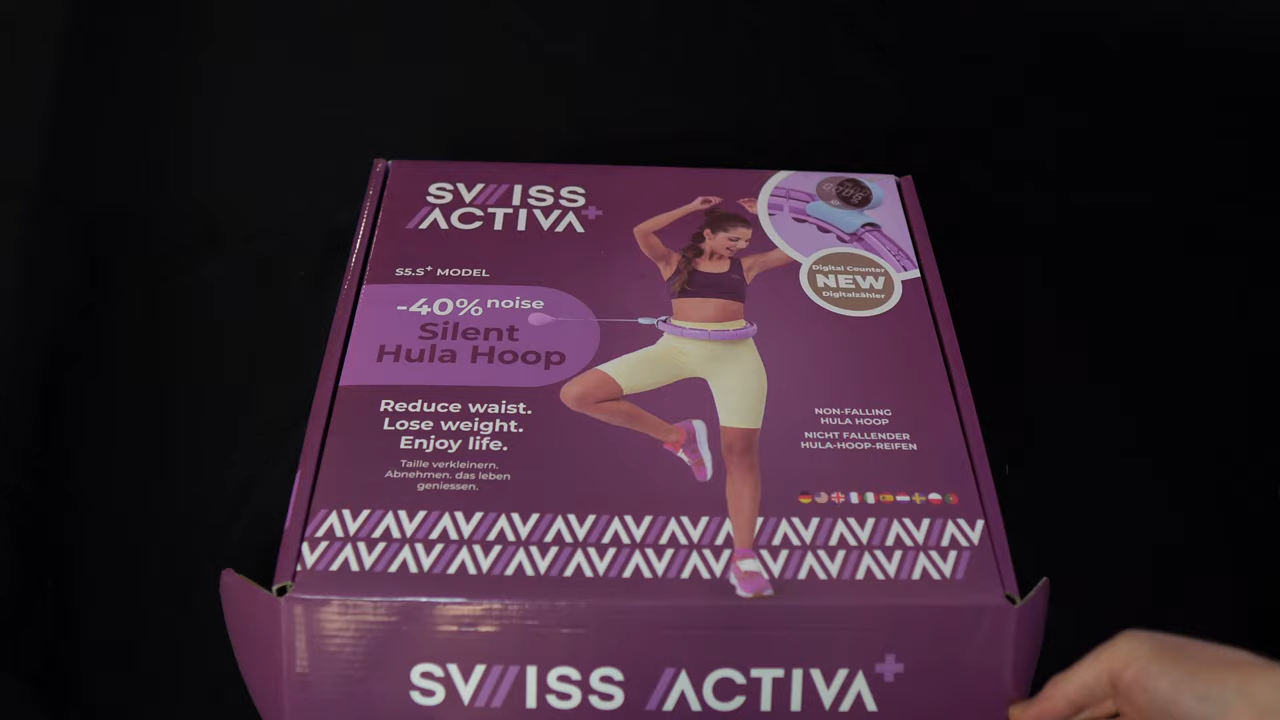 SWISS
ACTIVA+
S5.S+ MODEL
-40% noise
Silent
Hula Hoop
Reduce waist.
Lose weight.
Enjoy life.
Taille verkleinern.
Abnehmen. das leben
geniessen.
Digital Counter
NEW
Digitalzähler
NON-FALLING
HULA HOOP
NICHT FALLENDER
HULA-HOOP-REIFEN
SWISS ACTIVA+